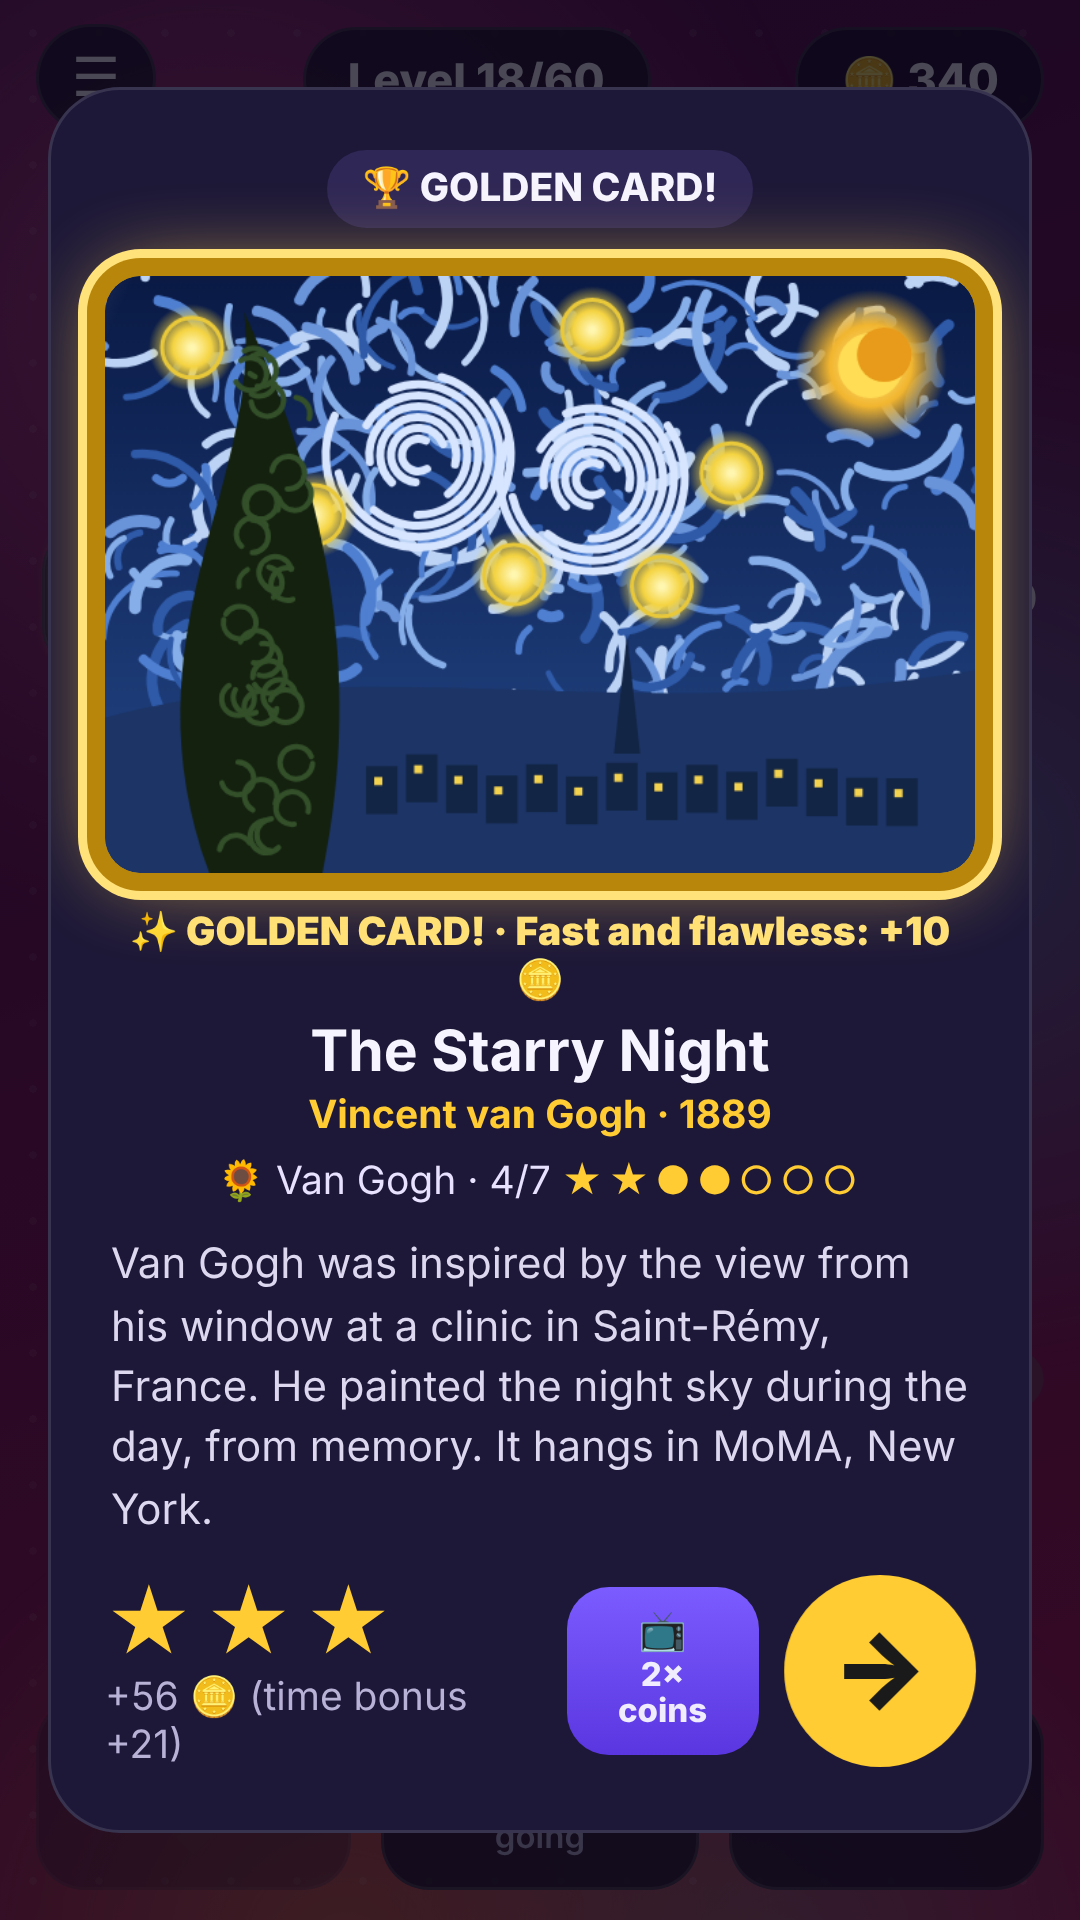 Level 18/60
340
🏆 GOLDEN CARD!
✨ GOLDEN CARD! · Fast and flawless: +10
🪙
The Starry Night
Vincent van Gogh · 1889
🌻 Van Gogh · 4/7 ★★●●○○○
Van Gogh was inspired by the view from
his window at a clinic in Saint-Rémy,
France. He painted the night sky during the
day, from memory. It hangs in MoMA, New
York.
★★★
+56 🪙 (time bonus
+21)
📺
2×
coins
going